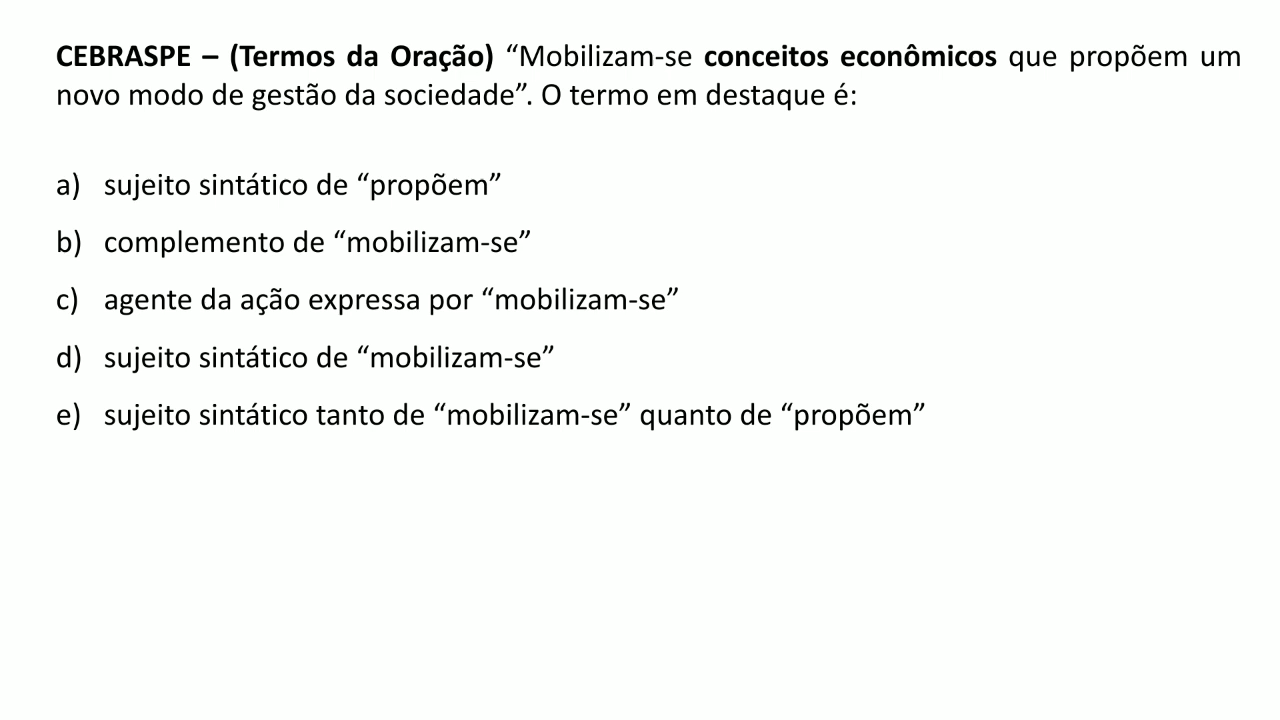 CEBRASPE – (Termos da Oração) “Mobilizam-se conceitos econômicos que propõem um
novo modo de gestão da sociedade”. O termo em destaque é:
a) sujeito sintático de “propõem”
b) complemento de “mobilizam-se”
c) agente da ação expressa por “mobilizam-se”
d) sujeito sintático de “mobilizam-se”
e) sujeito sintático tanto de “mobilizam-se” quanto de “propõem”